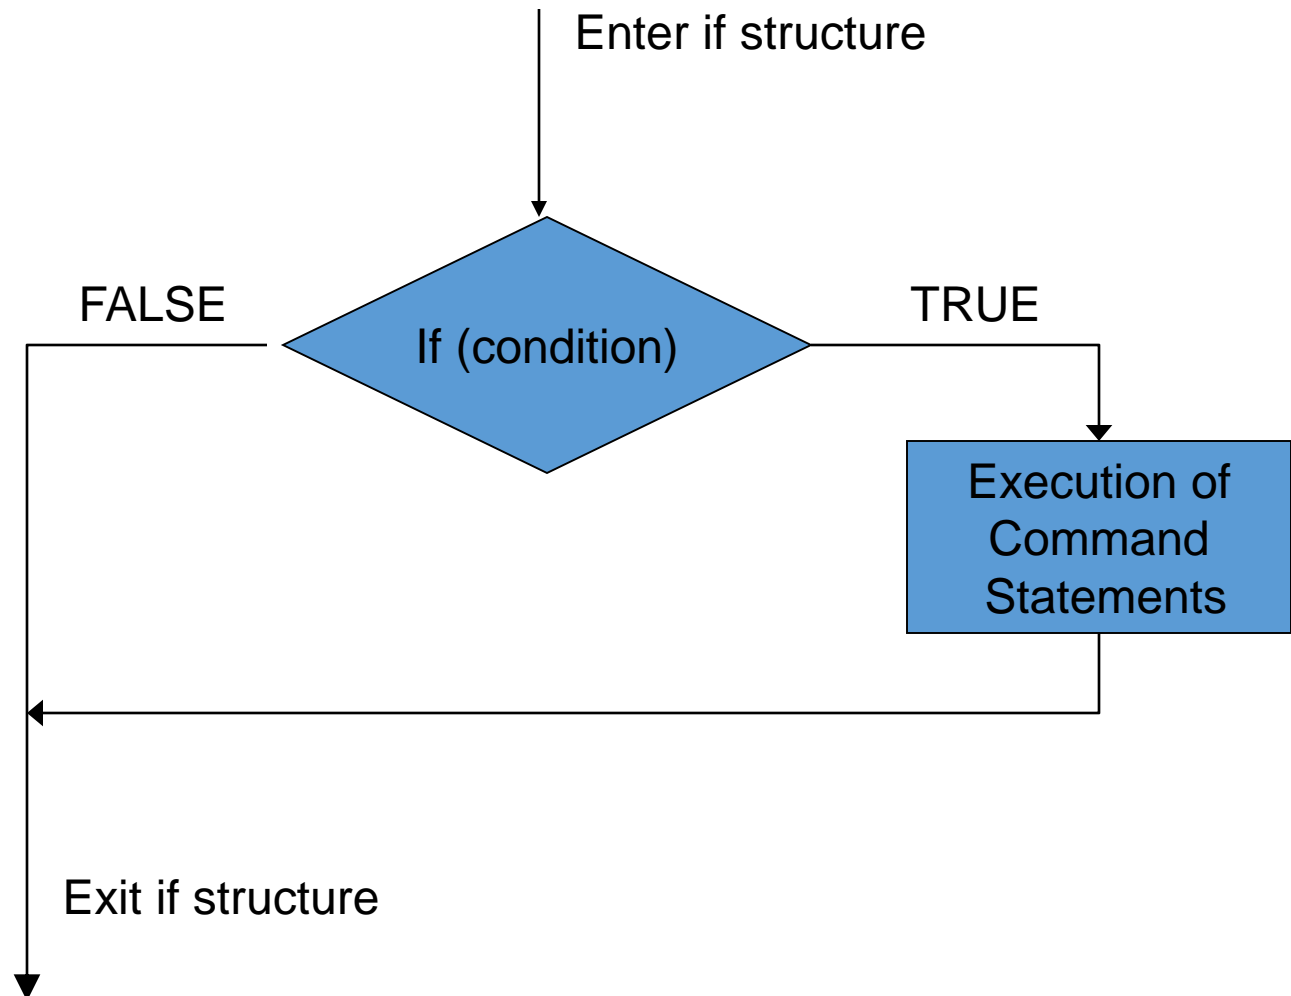 Enter if structure
FALSE
TRUE
If (condition)
Execution of
Command
Statements
Exit if structure